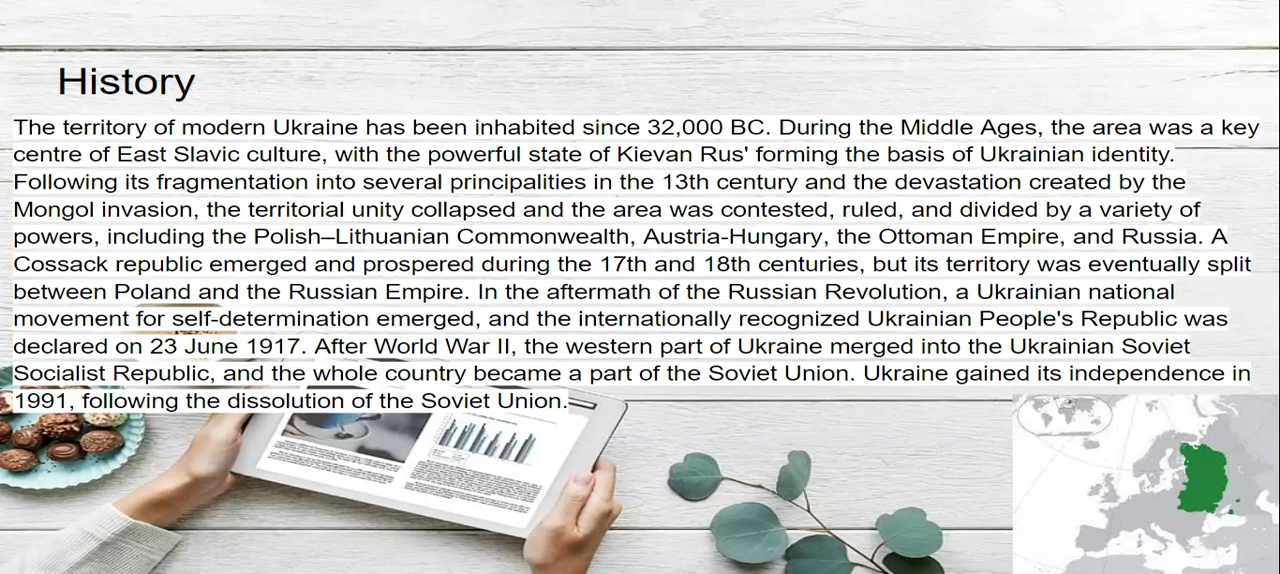 History
The territory of modern Ukraine has been inhabited since 32,000 BC. During the Middle Ages, the area was a key
centre of East Slavic culture, with the powerful state of Kievan Rus' forming the basis of Ukrainian identity.
Following its fragmentation into several principalities in the 13th century and the devastation created by the
Mongol invasion, the territorial unity collapsed and the area was contested, ruled, and divided by a variety of
powers, including the Polish–Lithuanian Commonwealth, Austria-Hungary, the Ottoman Empire, and Russia. A
Cossack republic emerged and prospered during the 17th and 18th centuries, but its territory was eventually split
between Poland and the Russian Empire. In the aftermath of the Russian Revolution, a Ukrainian national
movement for self-determination emerged, and the internationally recognized Ukrainian People's Republic was
declared on 23 June 1917. After World War II, the western part of Ukraine merged into the Ukrainian Soviet
Socialist Republic, and the whole country became a part of the Soviet Union. Ukraine gained its independence in
1991, following the dissolution of the Soviet Union.